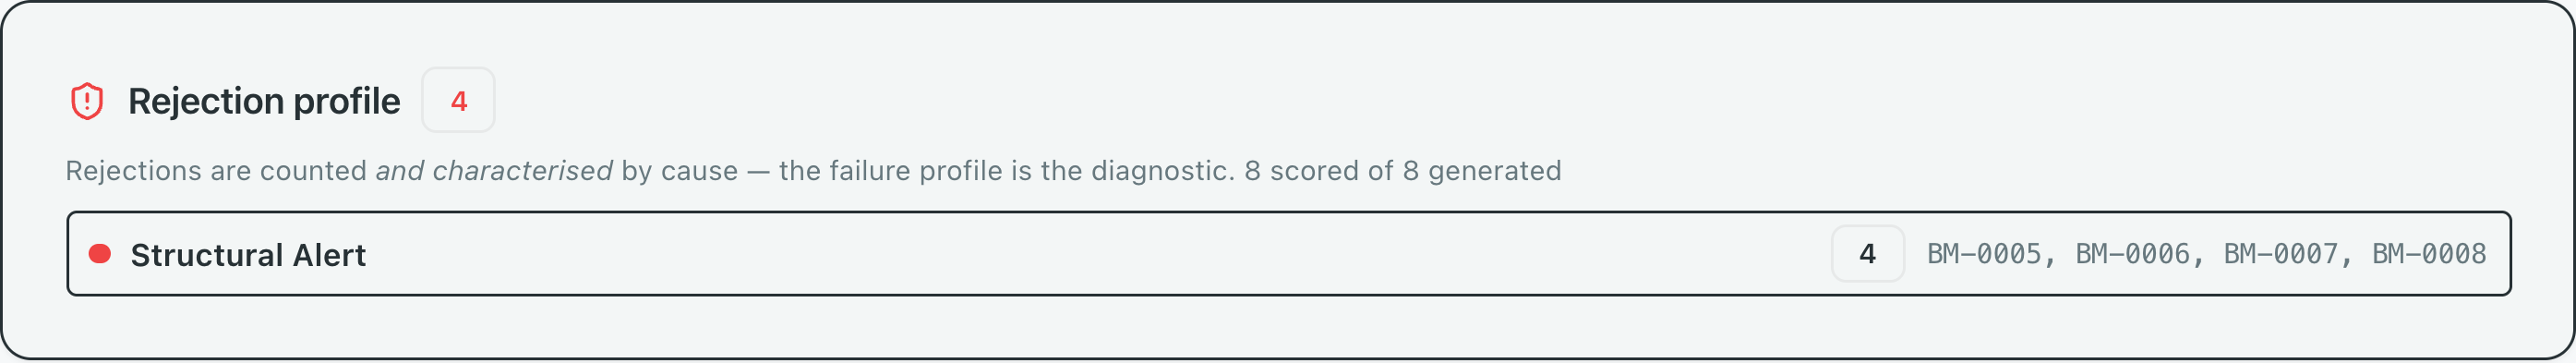 Rejection profile 4
Rejections are counted and characterised by cause — the failure profile is the diagnostic. 8 scored of 8 generated
Structural Alert 4 BM-0005, BM-0006, BM-0007, BM-0008